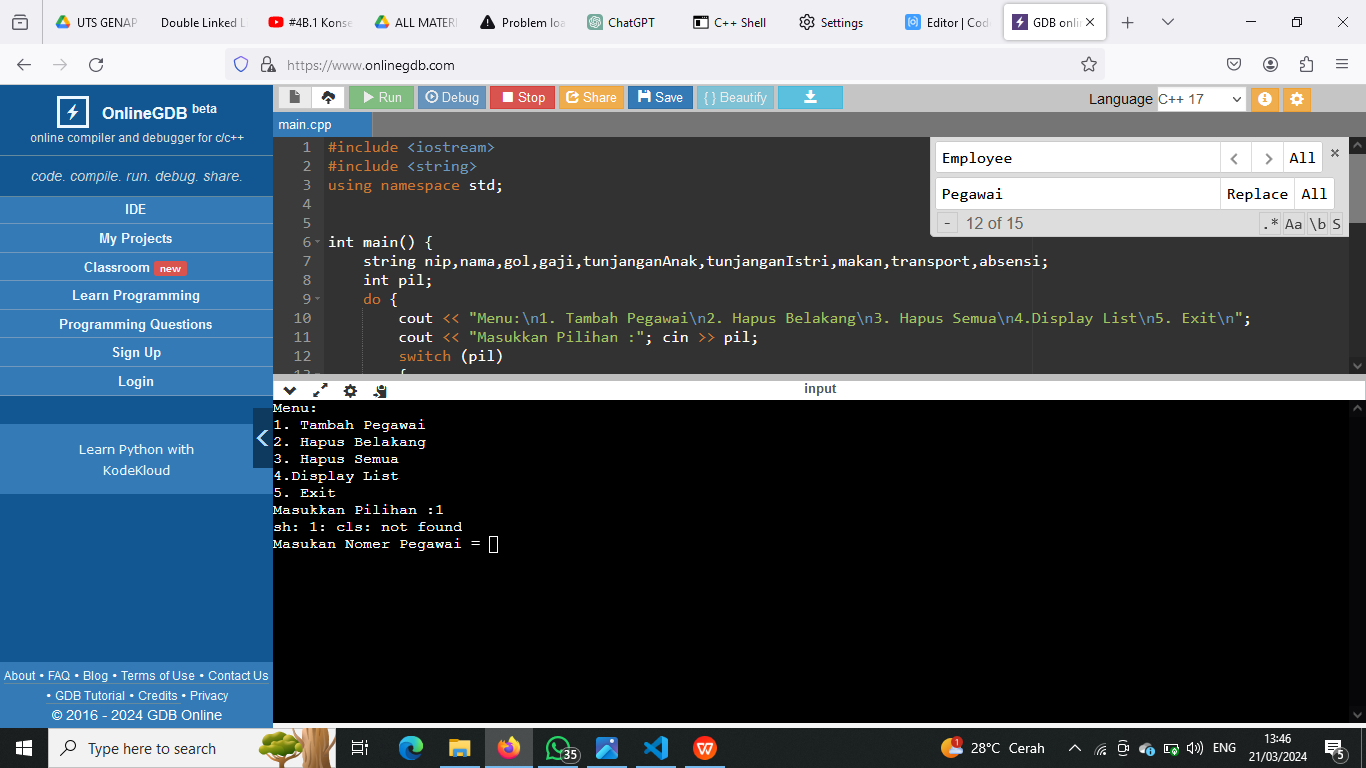 UTS GENAP
Double Linked L
#4B.1 Konse
ALL MATERI
Problem loa
ChatGPT
C++ Shell
Settings
Editor | Cod
GDB onli
https://www.onlinegdb.com
OnlineGDB beta
online compiler and debugger for c/c++
code. compile. run. debug. share.
IDE
My Projects
Classroom new
Learn Programming
Programming Questions
Sign Up
Login
Learn Python with
KodeKloud
About • FAQ • Blog • Terms of Use • Contact Us
• GDB Tutorial • Credits • Privacy
© 2016 - 2024 GDB Online
Run
Debug
Stop
Share
Save
{ } Beautify
Language C++ 17
main.cpp
1 #include <iostream>
2 #include <string>
3 using namespace std;
4
5
6 int main() {
7 string nip,nama,gol,gaji,tunjanganAnak,tunjanganIstri,makan,transport,absensi;
8 int pil;
9 do {
10 cout << "Menu:\n1. Tambah Pegawai\n2. Hapus Belakang\n3. Hapus Semua\n4.Display List\n5. Exit\n";
11 cout << "Masukkan Pilihan :"; cin >> pil;
12 switch (pil)
13 {
Employee
All
Pegawai
Replace
All
- 12 of 15
.* Aa \b S
input
Menu:
1. Tambah Pegawai
2. Hapus Belakang
3. Hapus Semua
4.Display List
5. Exit
Masukkan Pilihan :1
sh: 1: cls: not found
Masukan Nomer Pegawai =
Type here to search
35
1
28°C Cerah
ENG
13:46
21/03/2024
5